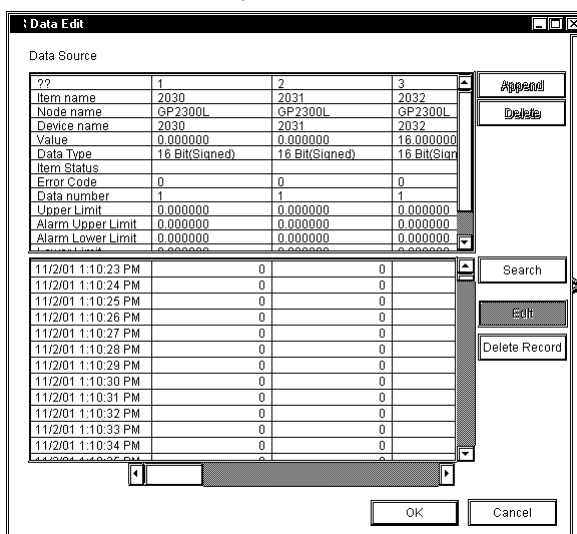 Data Edit
Data Source
?? 1 2 3
Item name 2030 2031 2032
Node name GP2300L GP2300L GP2300L
Device name 2030 2031 2032
Value 0.000000 0.000000 16.000000
Data Type 16 Bit(Signed) 16 Bit(Signed) 16 Bit(Sign
Item Status
Error Code 0 0 0
Data number 1 1 1
Upper Limit 0.000000 0.000000 0.000000
Alarm Upper Limit 0.000000 0.000000 0.000000
Alarm Lower Limit 0.000000 0.000000 0.000000
Append
Delete
11/2/01 1:10:23 PM 0 0
11/2/01 1:10:24 PM 0 0
11/2/01 1:10:25 PM 0 0
11/2/01 1:10:26 PM 0 0
11/2/01 1:10:27 PM 0 0
11/2/01 1:10:28 PM 0 0
11/2/01 1:10:29 PM 0 0
11/2/01 1:10:30 PM 0 0
11/2/01 1:10:31 PM 0 0
11/2/01 1:10:32 PM 0 0
11/2/01 1:10:33 PM 0 0
11/2/01 1:10:34 PM 0 0
Search
Edit
Delete Record
OK
Cancel